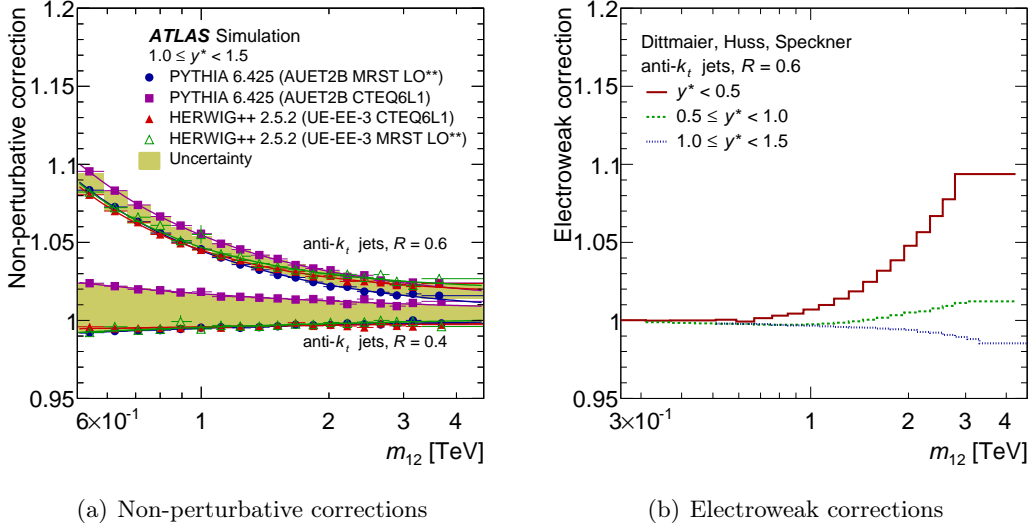 Non-perturbative correction
1.2
1.15
1.1
1.05
1
0.95
ATLAS Simulation
1.0 ≤ y* < 1.5
PYTHIA 6.425 (AUET2B MRST LO**)
PYTHIA 6.425 (AUET2B CTEQ6L1)
HERWIG++ 2.5.2 (UE-EE-3 CTEQ6L1)
HERWIG++ 2.5.2 (UE-EE-3 MRST LO**)
Uncertainty
anti-kₜ jets, R = 0.6
anti-kₜ jets, R = 0.4
6×10⁻¹ 1 2 3 4
m₁₂ [TeV]
(a) Non-perturbative corrections
Electroweak correction
1.2
1.15
1.1
1.05
1
0.95
Dittmaier, Huss, Speckner
anti-kₜ jets, R = 0.6
y* < 0.5
0.5 ≤ y* < 1.0
1.0 ≤ y* < 1.5
3×10⁻¹ 1 2 3 4
m₁₂ [TeV]
(b) Electroweak corrections